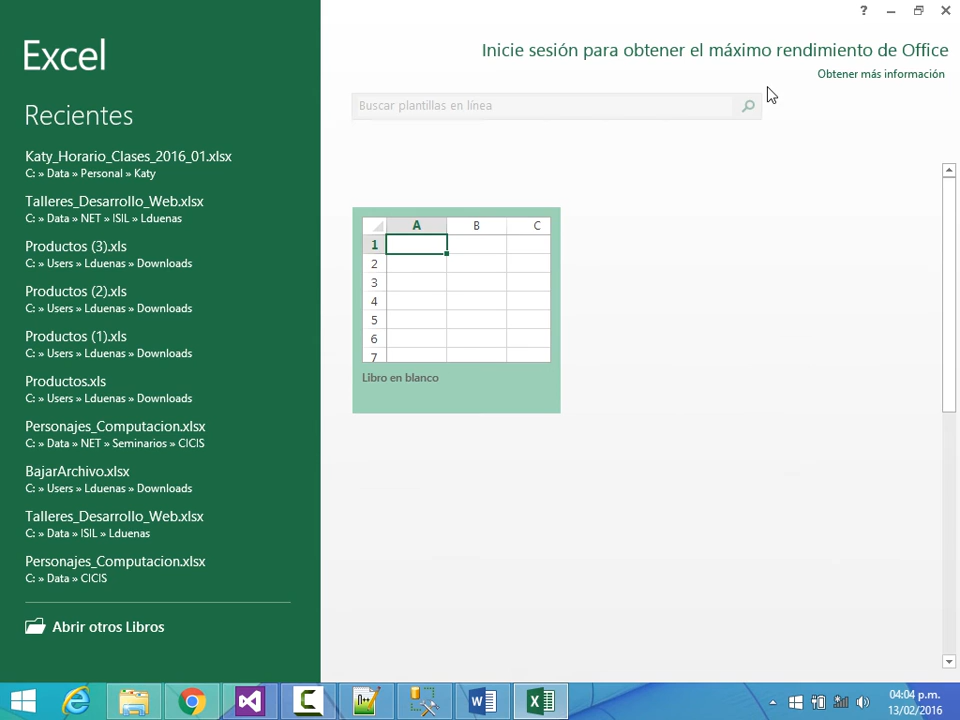 Excel
Recientes
Katy_Horario_Clases_2016_01.xlsx
C: » Data » Personal » Katy
Talleres_Desarrollo_Web.xlsx
C: » Data » NET » ISIL » Lduenas
Productos (3).xls
C: » Users » Lduenas » Downloads
Productos (2).xls
C: » Users » Lduenas » Downloads
Productos (1).xls
C: » Users » Lduenas » Downloads
Productos.xls
C: » Users » Lduenas » Downloads
Personajes_Computacion.xlsx
C: » Data » NET » Seminarios » CICIS
BajarArchivo.xlsx
C: » Users » Lduenas » Downloads
Talleres_Desarrollo_Web.xlsx
C: » Data » ISIL » Lduenas
Personajes_Computacion.xlsx
C: » Data » CICIS
Abrir otros Libros
?
Inicie sesión para obtener el máximo rendimiento de Office
Obtener más información
Buscar plantillas en línea
A B C
1
2
3
4
5
6
7
Libro en blanco
04:04 p.m.
13/02/2016